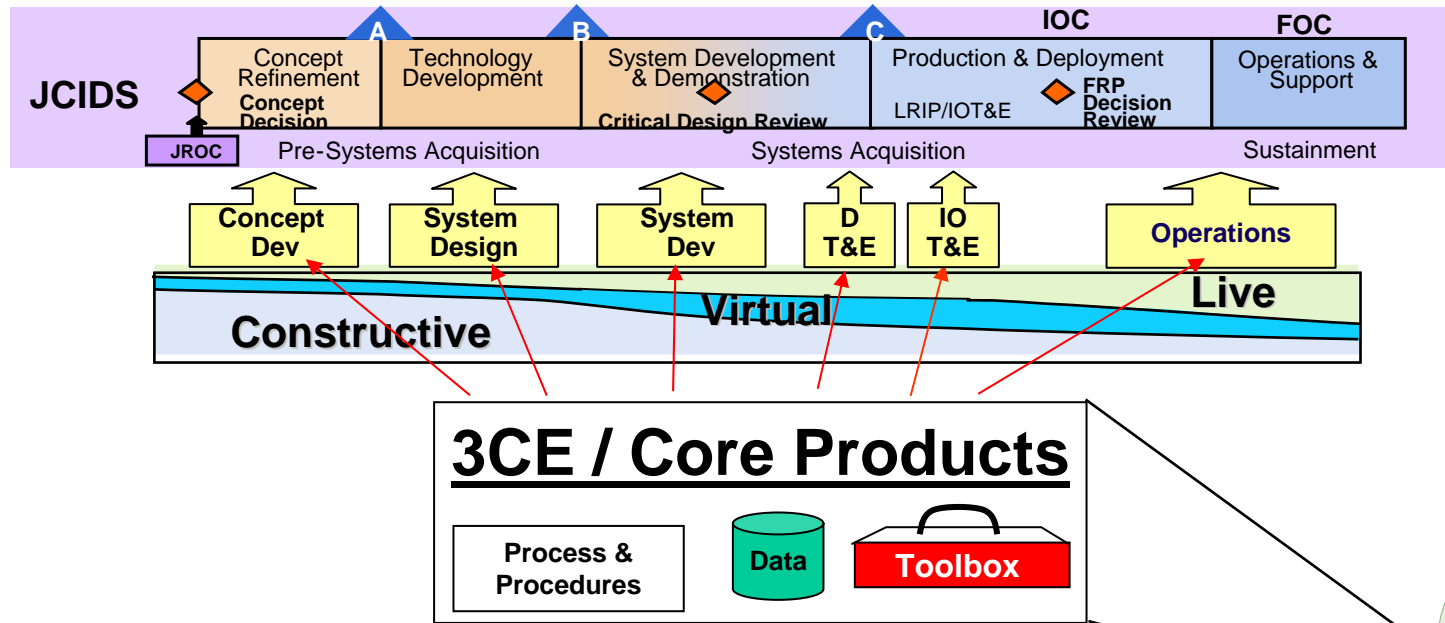 A
B
C
IOC
FOC
JCIDS
Concept
Refinement
Concept
Decision
Technology
Development
System Development
& Demonstration
Critical Design Review
Production & Deployment
LRIP/IOT&E
FRP
Decision
Review
Operations &
Support
JROC
Pre-Systems Acquisition
Systems Acquisition
Sustainment
Concept
Dev
System
Design
System
Dev
D
T&E
IO
T&E
Operations
Constructive
Virtual
Live
3CE / Core Products
Process &
Procedures
Data
Toolbox